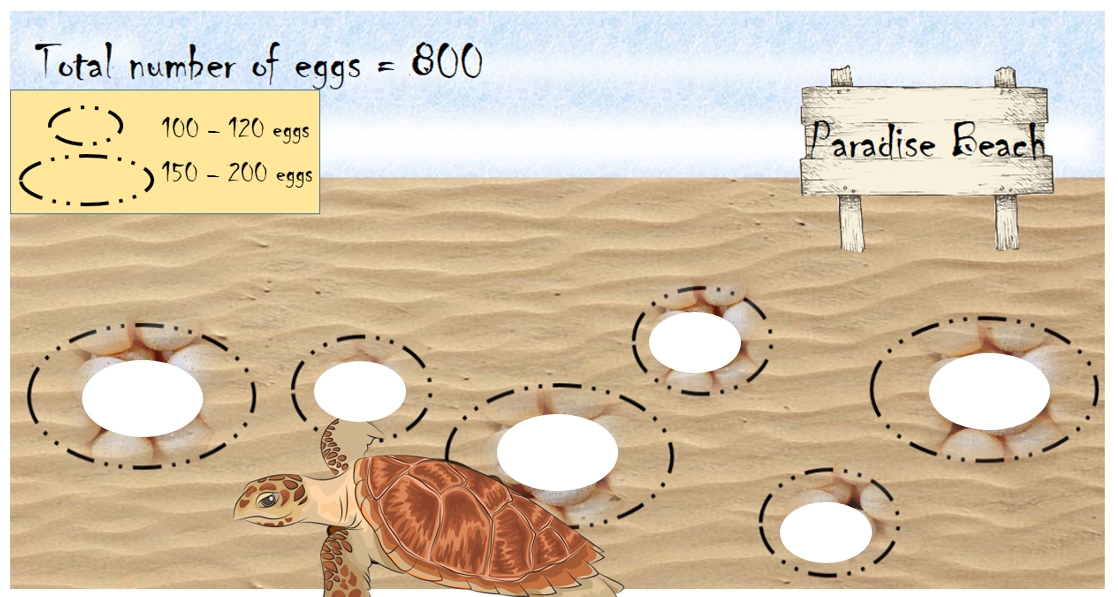 Total number of eggs = 800
100 – 120 eggs
150 – 200 eggs
Paradise Beach